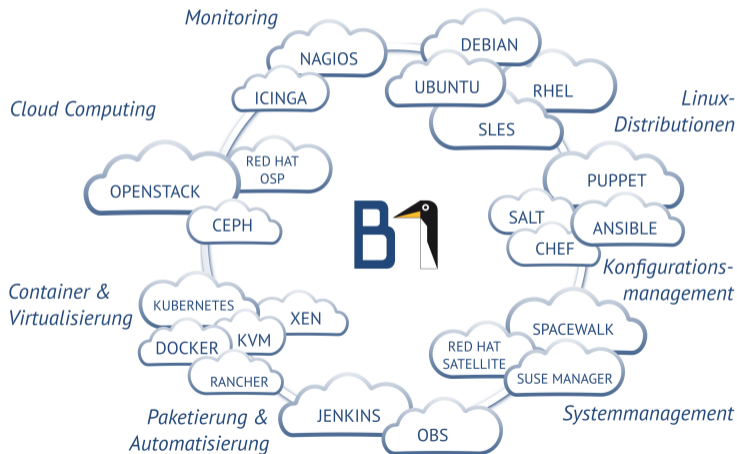 Monitoring
NAGIOS
ICINGA
DEBIAN
UBUNTU
RHEL
SLES
Linux-
Distributionen
Cloud Computing
OPENSTACK
RED HAT
OSP
CEPH
PUPPET
SALT
ANSIBLE
CHEF
Konfigurations-
management
B1
Container &
Virtualisierung
KUBERNETES
XEN
DOCKER
KVM
RANCHER
SPACEWALK
RED HAT
SATELLITE
SUSE MANAGER
Systemmanagement
Paketierung &
Automatisierung
JENKINS
OBS